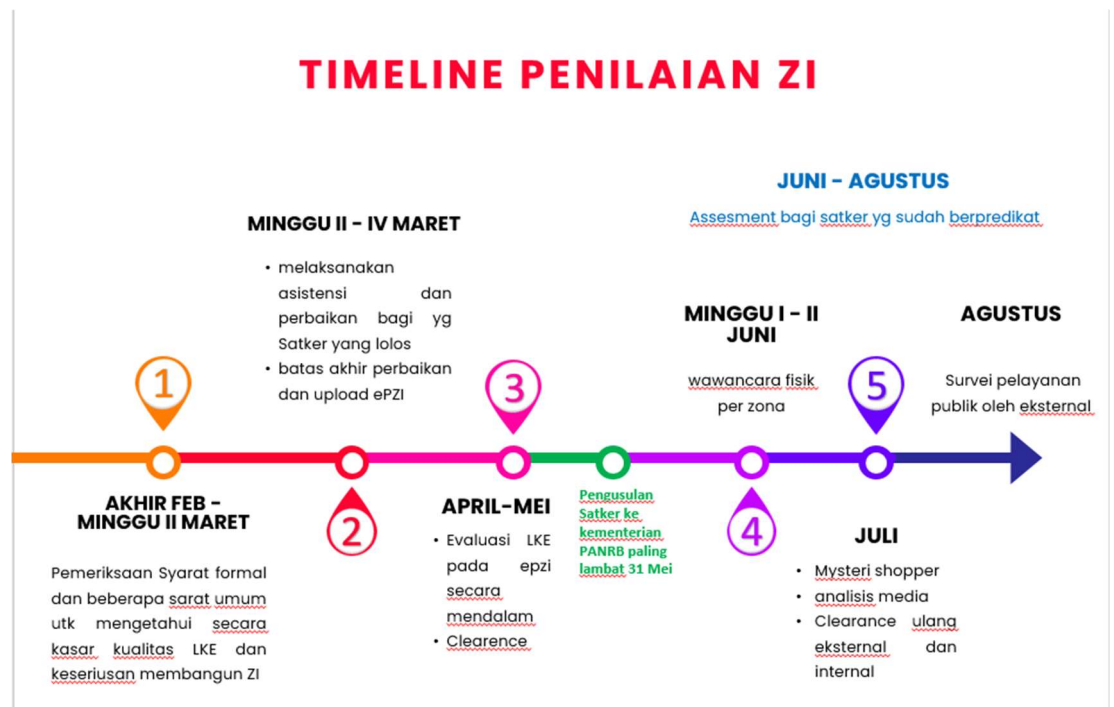 TIMELINE PENILAIAN ZI
JUNI - AGUSTUS
Assesment bagi satker yg sudah berpredikat
MINGGU II - IV MARET
• melaksanakan
asistensi dan
perbaikan bagi yg
Satker yang lolos
• batas akhir perbaikan
dan upload ePZI
MINGGU I - II
JUNI
wawancara fisik
per zona
AGUSTUS
Survei pelayanan
publik oleh eksternal
1
3
5
AKHIR FEB -
MINGGU II MARET
Pemeriksaan Syarat formal
dan beberapa sarat umum
utk mengetahui secara
kasar kualitas LKE dan
keseriusan membangun ZI
2
APRIL-MEI
• Evaluasi LKE
pada epzi
secara
mendalam
• Clearence
Pengusulan
Satker ke
kementerian
PANRB paling
lambat 31 Mei
4
JULI
• Mysteri shopper
• analisis media
• Clearance ulang
eksternal dan
internal